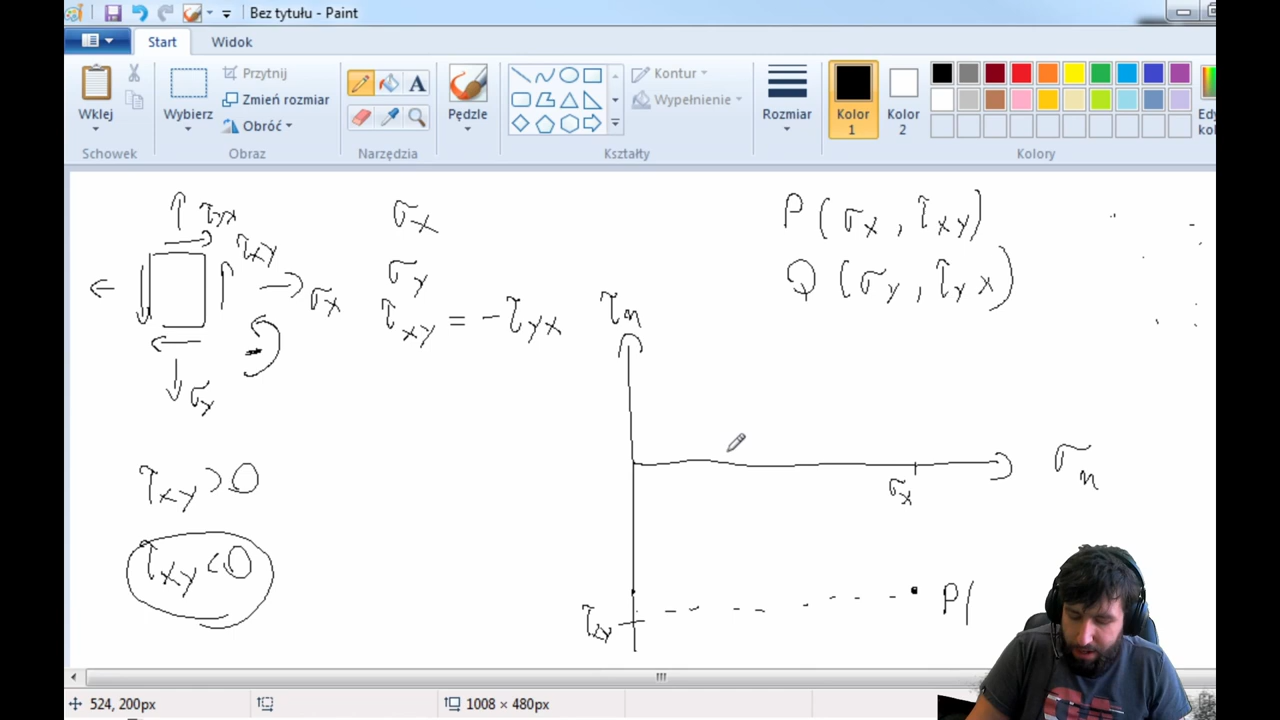 Bez tytułu - Paint
Start Widok
Wklej
Schowek
Wybierz
Przytnij
Zmień rozmiar
Obróć
Obraz
Narzędzia
Pędzle
Kształty
Kontur
Wypełnienie
Rozmiar
Kolor 1
Kolor 2
Kolory
τyx
τxy
σx
σy
σx
σy
τxy = -τyx
τxy > 0
τxy < 0
P (σx, τxy)
Q (σy, τyx)
τn
σn
σx
τxy
P(
524, 200px
1008 × 480px